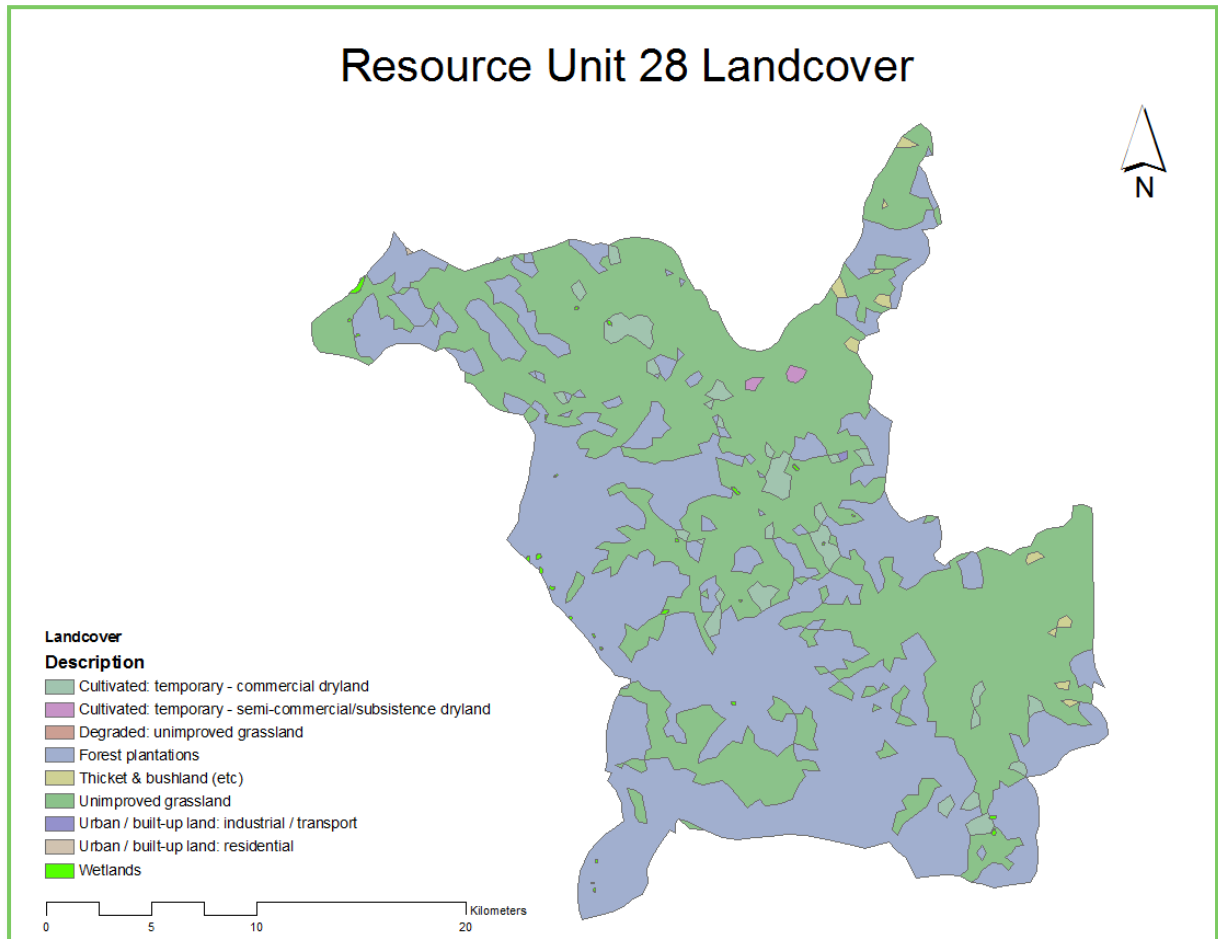 Resource Unit 28 Landcover
N
Landcover
Description
Cultivated: temporary - commercial dryland
Cultivated: temporary - semi-commercial/subsistence dryland
Degraded: unimproved grassland
Forest plantations
Thicket & bushland (etc)
Unimproved grassland
Urban / built-up land: industrial / transport
Urban / built-up land: residential
Wetlands
Kilometers
0 5 10 20